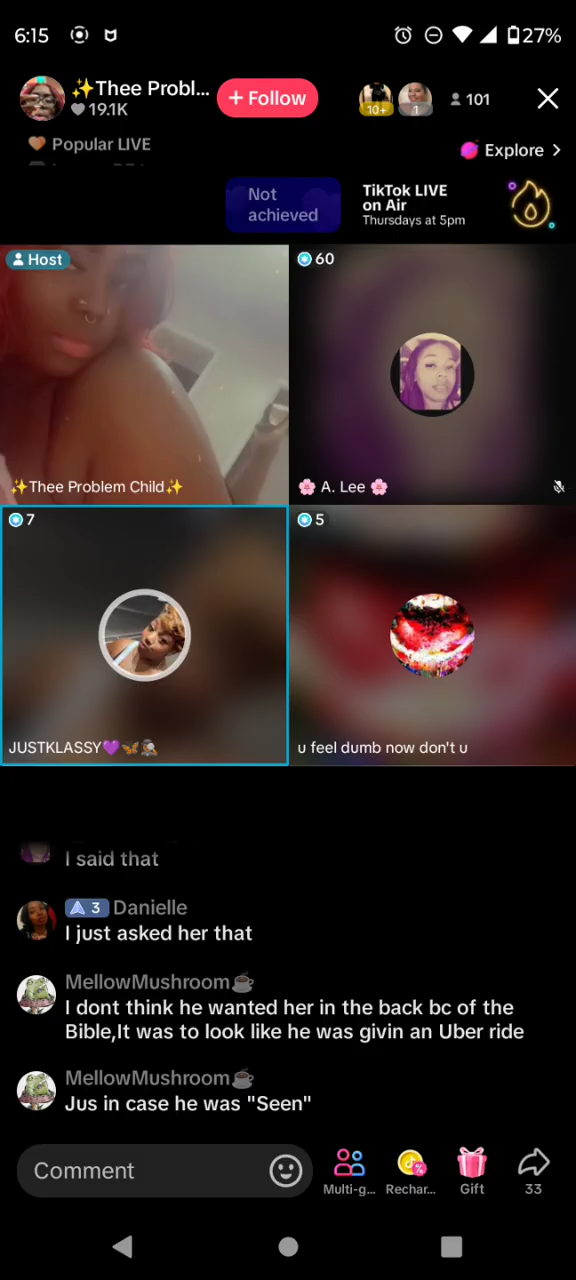 6:15
27%
✨Thee Probl...
19.1K
+ Follow
10+
1
101
Popular LIVE
Explore >
Not
achieved
TikTok LIVE
on Air
Thursdays at 5pm
Host
60
✨Thee Problem Child✨
🌸 A. Lee 🌸
7
5
JUSTKLASSY💜🦋🕵🏾‍♀️
u feel dumb now don't u
I said that
3 Danielle
I just asked her that
MellowMushroom☕
I dont think he wanted her in the back bc of the
Bible,It was to look like he was givin an Uber ride
MellowMushroom☕
Jus in case he was "Seen"
Comment
Multi-g...
Rechar...
Gift
33